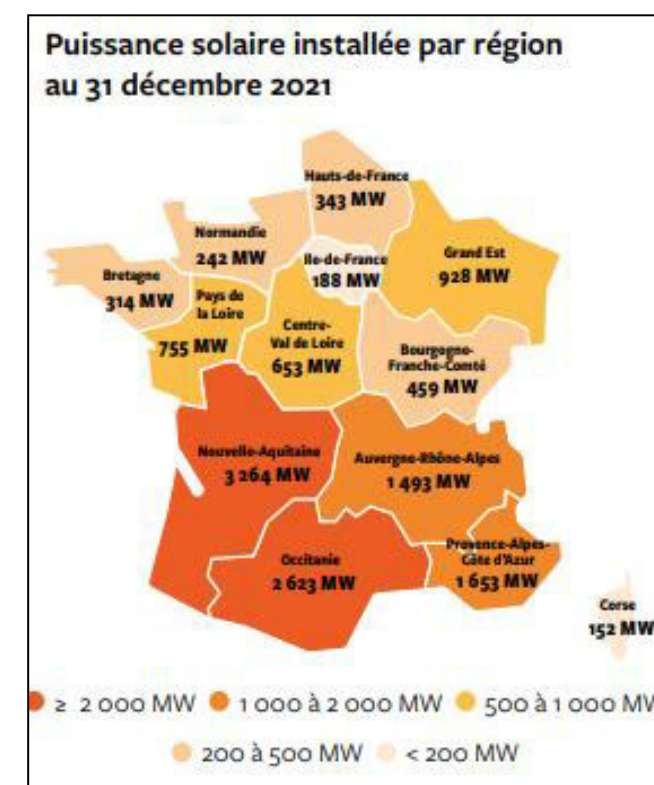 Puissance solaire installée par région
au 31 décembre 2021
Hauts-de-France
343 MW
Normandie
242 MW
Ile-de-France
188 MW
Grand Est
928 MW
Bretagne
314 MW
Pays de
la Loire
755 MW
Centre-
Val de Loire
653 MW
Bourgogne-
Franche-Comté
459 MW
Nouvelle-Aquitaine
3 264 MW
Auvergne-Rhône-Alpes
1 493 MW
Occitanie
2 623 MW
Provence-Alpes-
Côte d'Azur
1 653 MW
Corse
152 MW
≥ 2 000 MW 1 000 à 2 000 MW 500 à 1 000 MW
200 à 500 MW < 200 MW